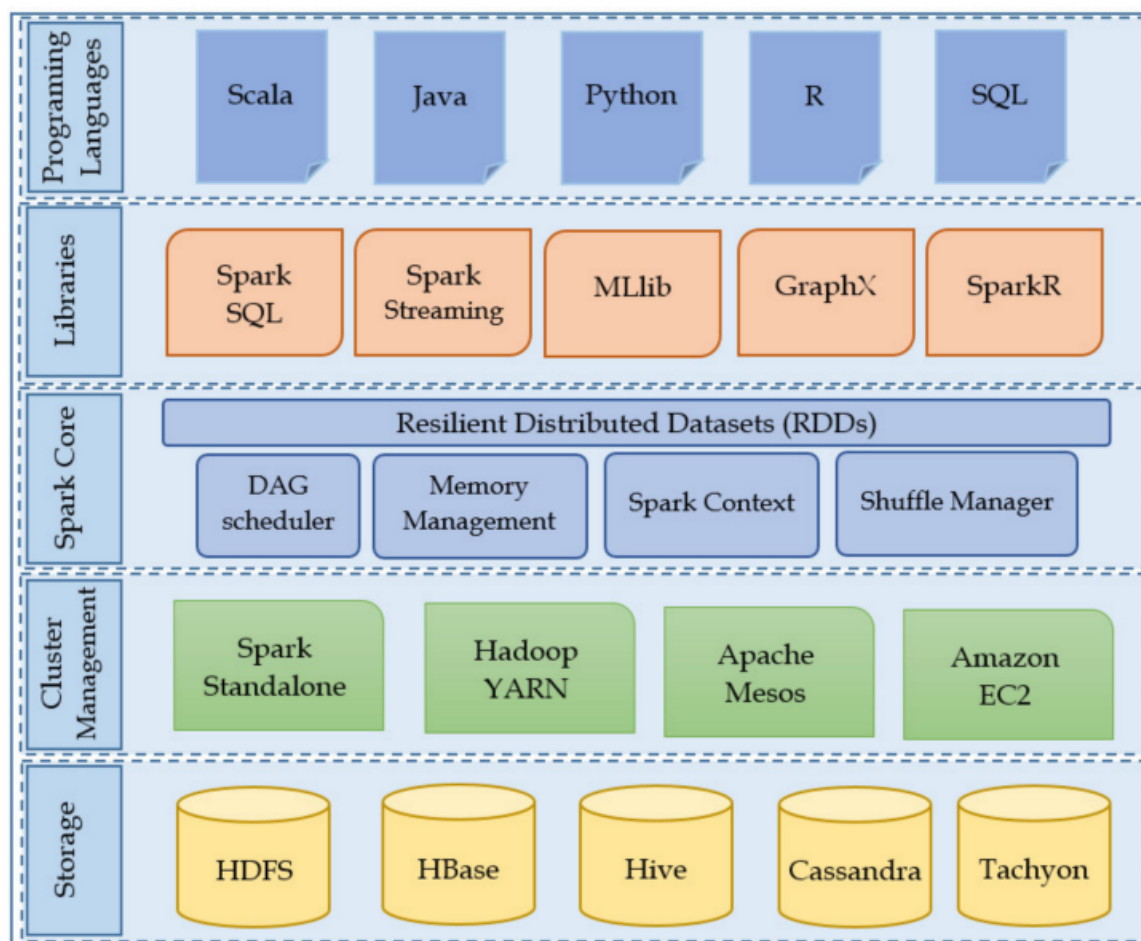 Programing
Languages
Scala
Java
Python
R
SQL
Libraries
Spark
SQL
Spark
Streaming
MLlib
GraphX
SparkR
Spark Core
Resilient Distributed Datasets (RDDs)
DAG
scheduler
Memory
Management
Spark Context
Shuffle Manager
Cluster
Management
Spark
Standalone
Hadoop
YARN
Apache
Mesos
Amazon
EC2
Storage
HDFS
HBase
Hive
Cassandra
Tachyon